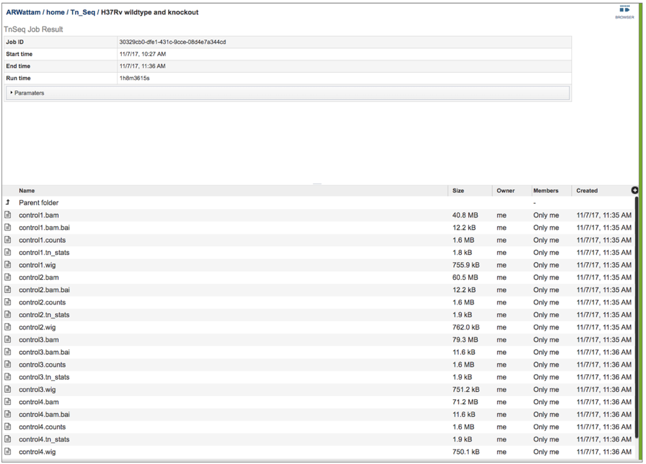 ARWattam / home / Tn_Seq / H37Rv wildtype and knockout
BROWSER
TnSeq Job Result
Job ID 30329cb0-dfe1-431c-9cce-08d4e7a344cd
Start time 11/7/17, 10:27 AM
End time 11/7/17, 11:36 AM
Run time 1h8m3615s
Paramaters
Name Size Owner Members Created
Parent folder -
control1.bam 40.8 MB me Only me 11/7/17, 11:35 AM
control1.bam.bai 12.2 kB me Only me 11/7/17, 11:35 AM
control1.counts 1.6 MB me Only me 11/7/17, 11:35 AM
control1.tn_stats 1.8 kB me Only me 11/7/17, 11:35 AM
control1.wig 755.9 kB me Only me 11/7/17, 11:35 AM
control2.bam 60.5 MB me Only me 11/7/17, 11:35 AM
control2.bam.bai 12.2 kB me Only me 11/7/17, 11:35 AM
control2.counts 1.6 MB me Only me 11/7/17, 11:35 AM
control2.tn_stats 1.9 kB me Only me 11/7/17, 11:35 AM
control2.wig 762.0 kB me Only me 11/7/17, 11:35 AM
control3.bam 79.3 MB me Only me 11/7/17, 11:36 AM
control3.bam.bai 11.6 kB me Only me 11/7/17, 11:36 AM
control3.counts 1.6 MB me Only me 11/7/17, 11:36 AM
control3.tn_stats 1.9 kB me Only me 11/7/17, 11:36 AM
control3.wig 751.2 kB me Only me 11/7/17, 11:36 AM
control4.bam 71.2 MB me Only me 11/7/17, 11:36 AM
control4.bam.bai 11.6 kB me Only me 11/7/17, 11:36 AM
control4.counts 1.6 MB me Only me 11/7/17, 11:36 AM
control4.tn_stats 1.9 kB me Only me 11/7/17, 11:36 AM
control4.wig 750.1 kB me Only me 11/7/17, 11:36 AM